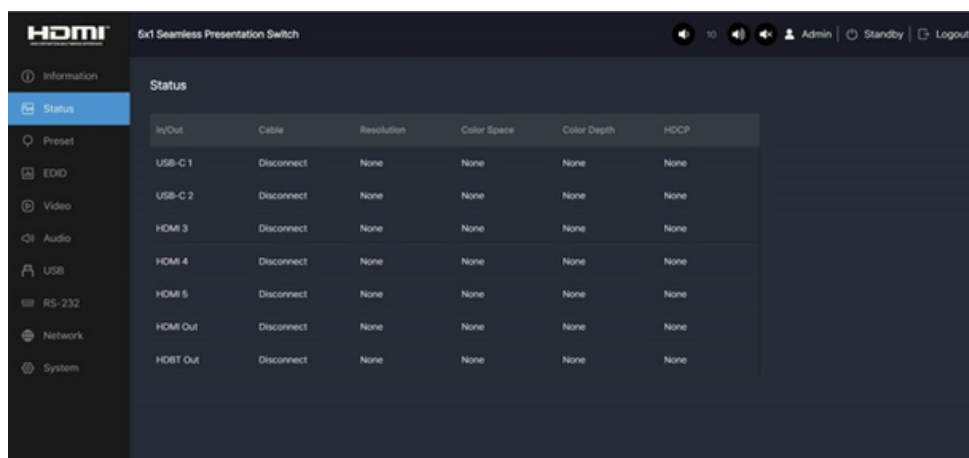 HDMI
5x1 Seamless Presentation Switch
10
Admin | Standby | Logout
Information
Status
Preset
EDID
Video
Audio
USB
RS-232
Network
System
Status
In/Out Cable Resolution Color Space Color Depth HDCP
USB-C 1 Disconnect None None None None
USB-C 2 Disconnect None None None None
HDMI 3 Disconnect None None None None
HDMI 4 Disconnect None None None None
HDMI 5 Disconnect None None None None
HDMI Out Disconnect None None None None
HDBT Out Disconnect None None None None